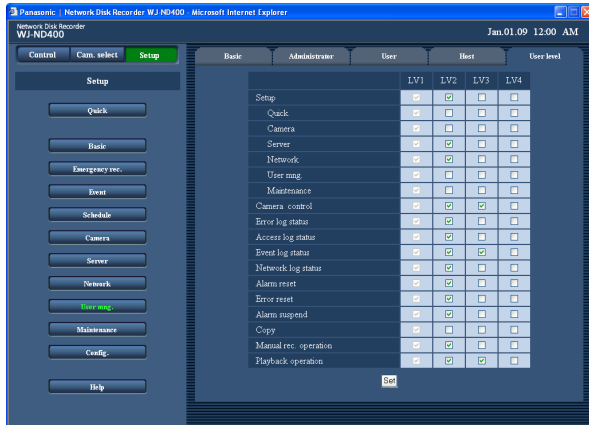 Panasonic | Network Disk Recorder WJ-ND400 - Microsoft Internet Explorer
Network Disk Recorder
WJ-ND400
Jan.01.09 12:00 AM
Control Cam. select Setup
Basic Administrator User Host User level
Setup
Quick
Basic
Emergency rec.
Event
Schedule
Camera
Server
Network
User mng.
Maintenance
Config.
Help
LV1 LV2 LV3 LV4
Setup
Quick
Camera
Server
Network
User mng.
Maintenance
Camera control
Error log status
Access log status
Event log status
Network log status
Alarm reset
Error reset
Alarm suspend
Copy
Manual rec. operation
Playback operation
Set